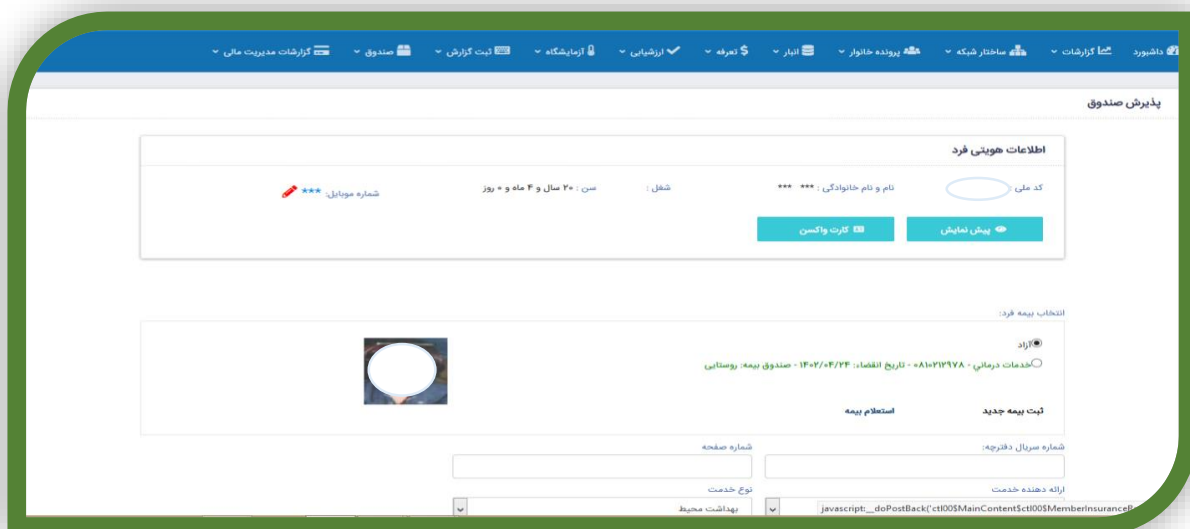 داشبورد گزارشات ساختار شبکه پرونده خانوار انبار تعرفه ارزشیابی آزمایشگاه ثبت گزارش صندوق گزارشات مدیریت مالی
پذیرش صندوق
اطلاعات هویتی فرد
کد ملی : نام و نام خانوادگی : *** *** شغل : سن : ۲۰ سال و ۴ ماه و ۰ روز شماره موبایل: ***
پیش نمایش کارت واکسن
انتخاب بیمه فرد:
آزاد
خدمات درماني - ۰۸۱۰۲۱۲۹۷۸ - تاریخ انقضاء: ۱۴۰۲/۰۴/۲۴ - صندوق بیمه: روستایی
ثبت بیمه جدید استعلام بیمه
شماره سریال دفترچه: شماره صفحه
ارائه دهنده خدمت نوع خدمت
بهداشت محیط
javascript:__doPostBack('ctl00$MainContent$ctl00$MemberInsurance